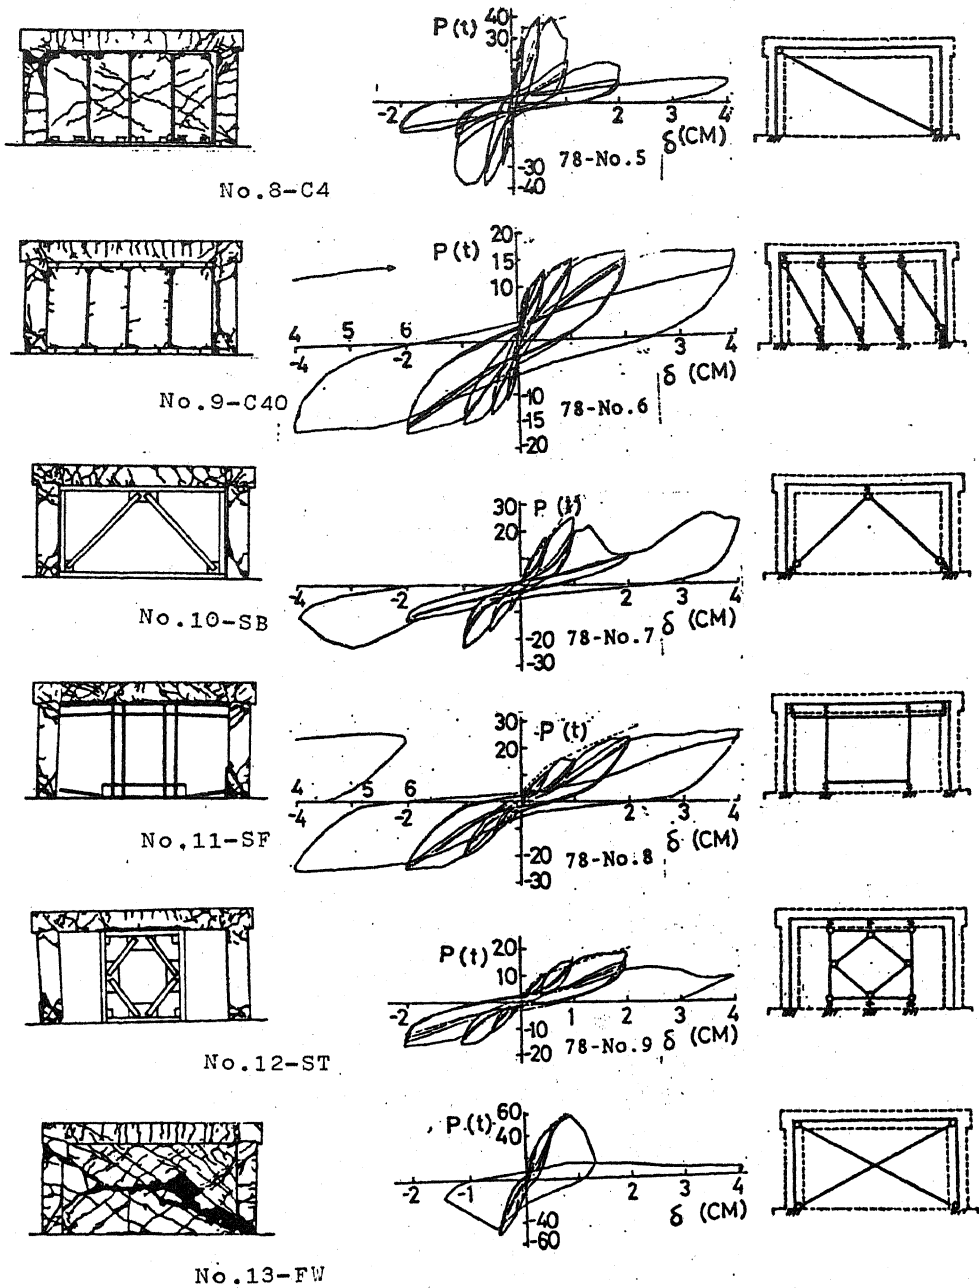 P(t)
40
30
-2
2
3
4
-30
-40
78-No.5
δ(CM)
No.8-C4
P(t)
20
15
10
4
5
6
-4
-2
2
3
4
δ (CM)
-10
-15
-20
78-No.6
No.9-C40
P(t)
30
20
-4
-2
2
3
4
-20
-30
78-No.7
δ (CM)
No.10-SB
P(t)
30
20
4
5
6
-4
-2
1
2
3
4
-20
-30
78-No.8
δ (CM)
No.11-SF
P(t)
20
10
-2
1
2
3
4
-10
-20
78-No.9
δ (CM)
No.12-ST
P(t)
60
40
-2
-1
2
3
4
-40
-60
δ (CM)
No.13-FW